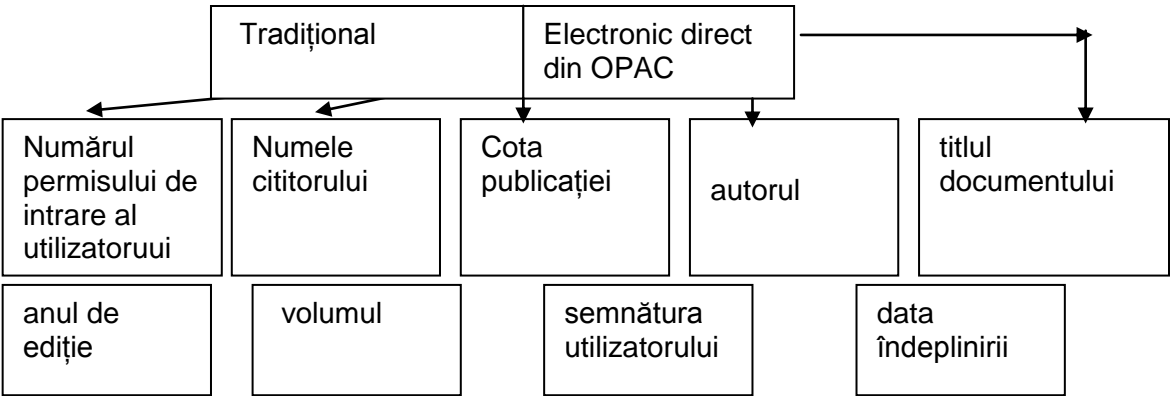 Tradițional
Electronic direct
din OPAC
Numărul
permisului de
intrare al
utilizatoruui
Numele
cititorului
Cota
publicației
autorul
titlul
documentului
anul de
ediție
volumul
semnătura
utilizatorului
data
îndeplinirii